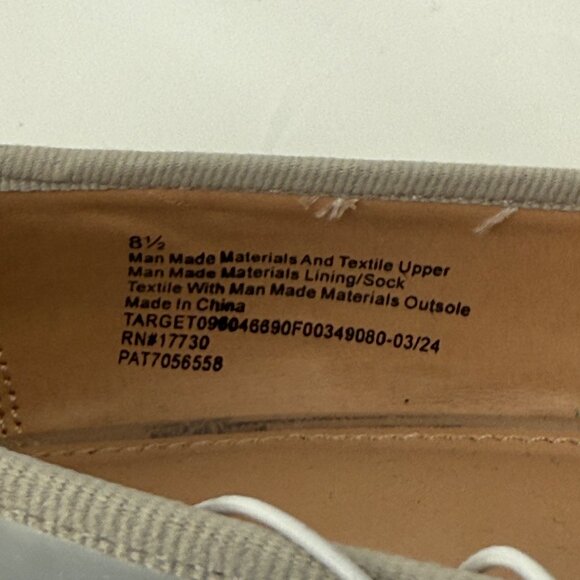 8½
Man Made Materials And Textile Upper
Man Made Materials Lining/Sock
Textile With Man Made Materials Outsole
Made In China
TARGET096046690F00349080-03/24
RN#17730
PAT7056558